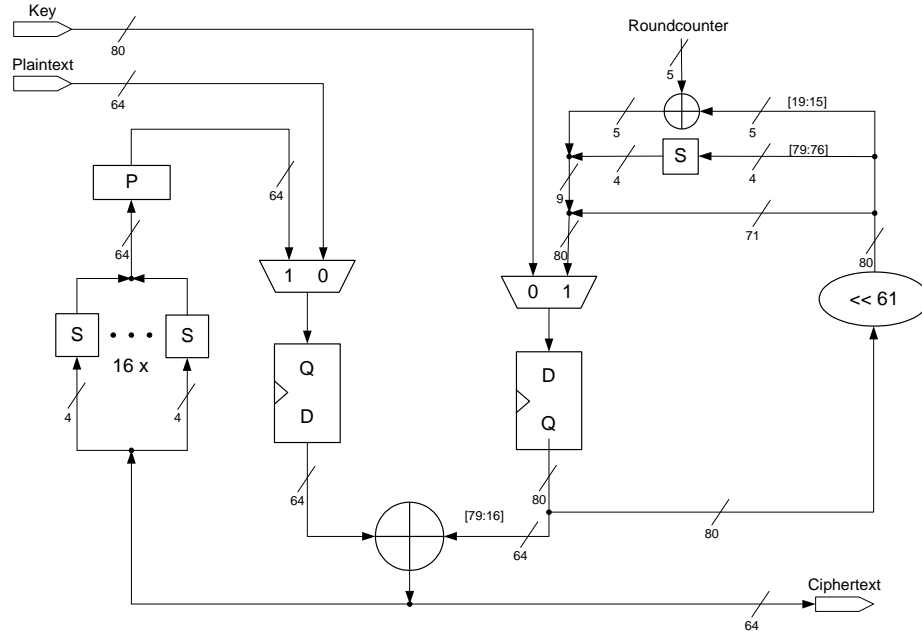 Key
80
Roundcounter
Plaintext
64
5
[19:15]
5
5
[79:76]
S
4
4
P
64
9
71
64
80
80
1 0
0 1
<< 61
S
S
16 x
Q
D
D
Q
4
4
64
80
[79:16]
64
80
Ciphertext
64